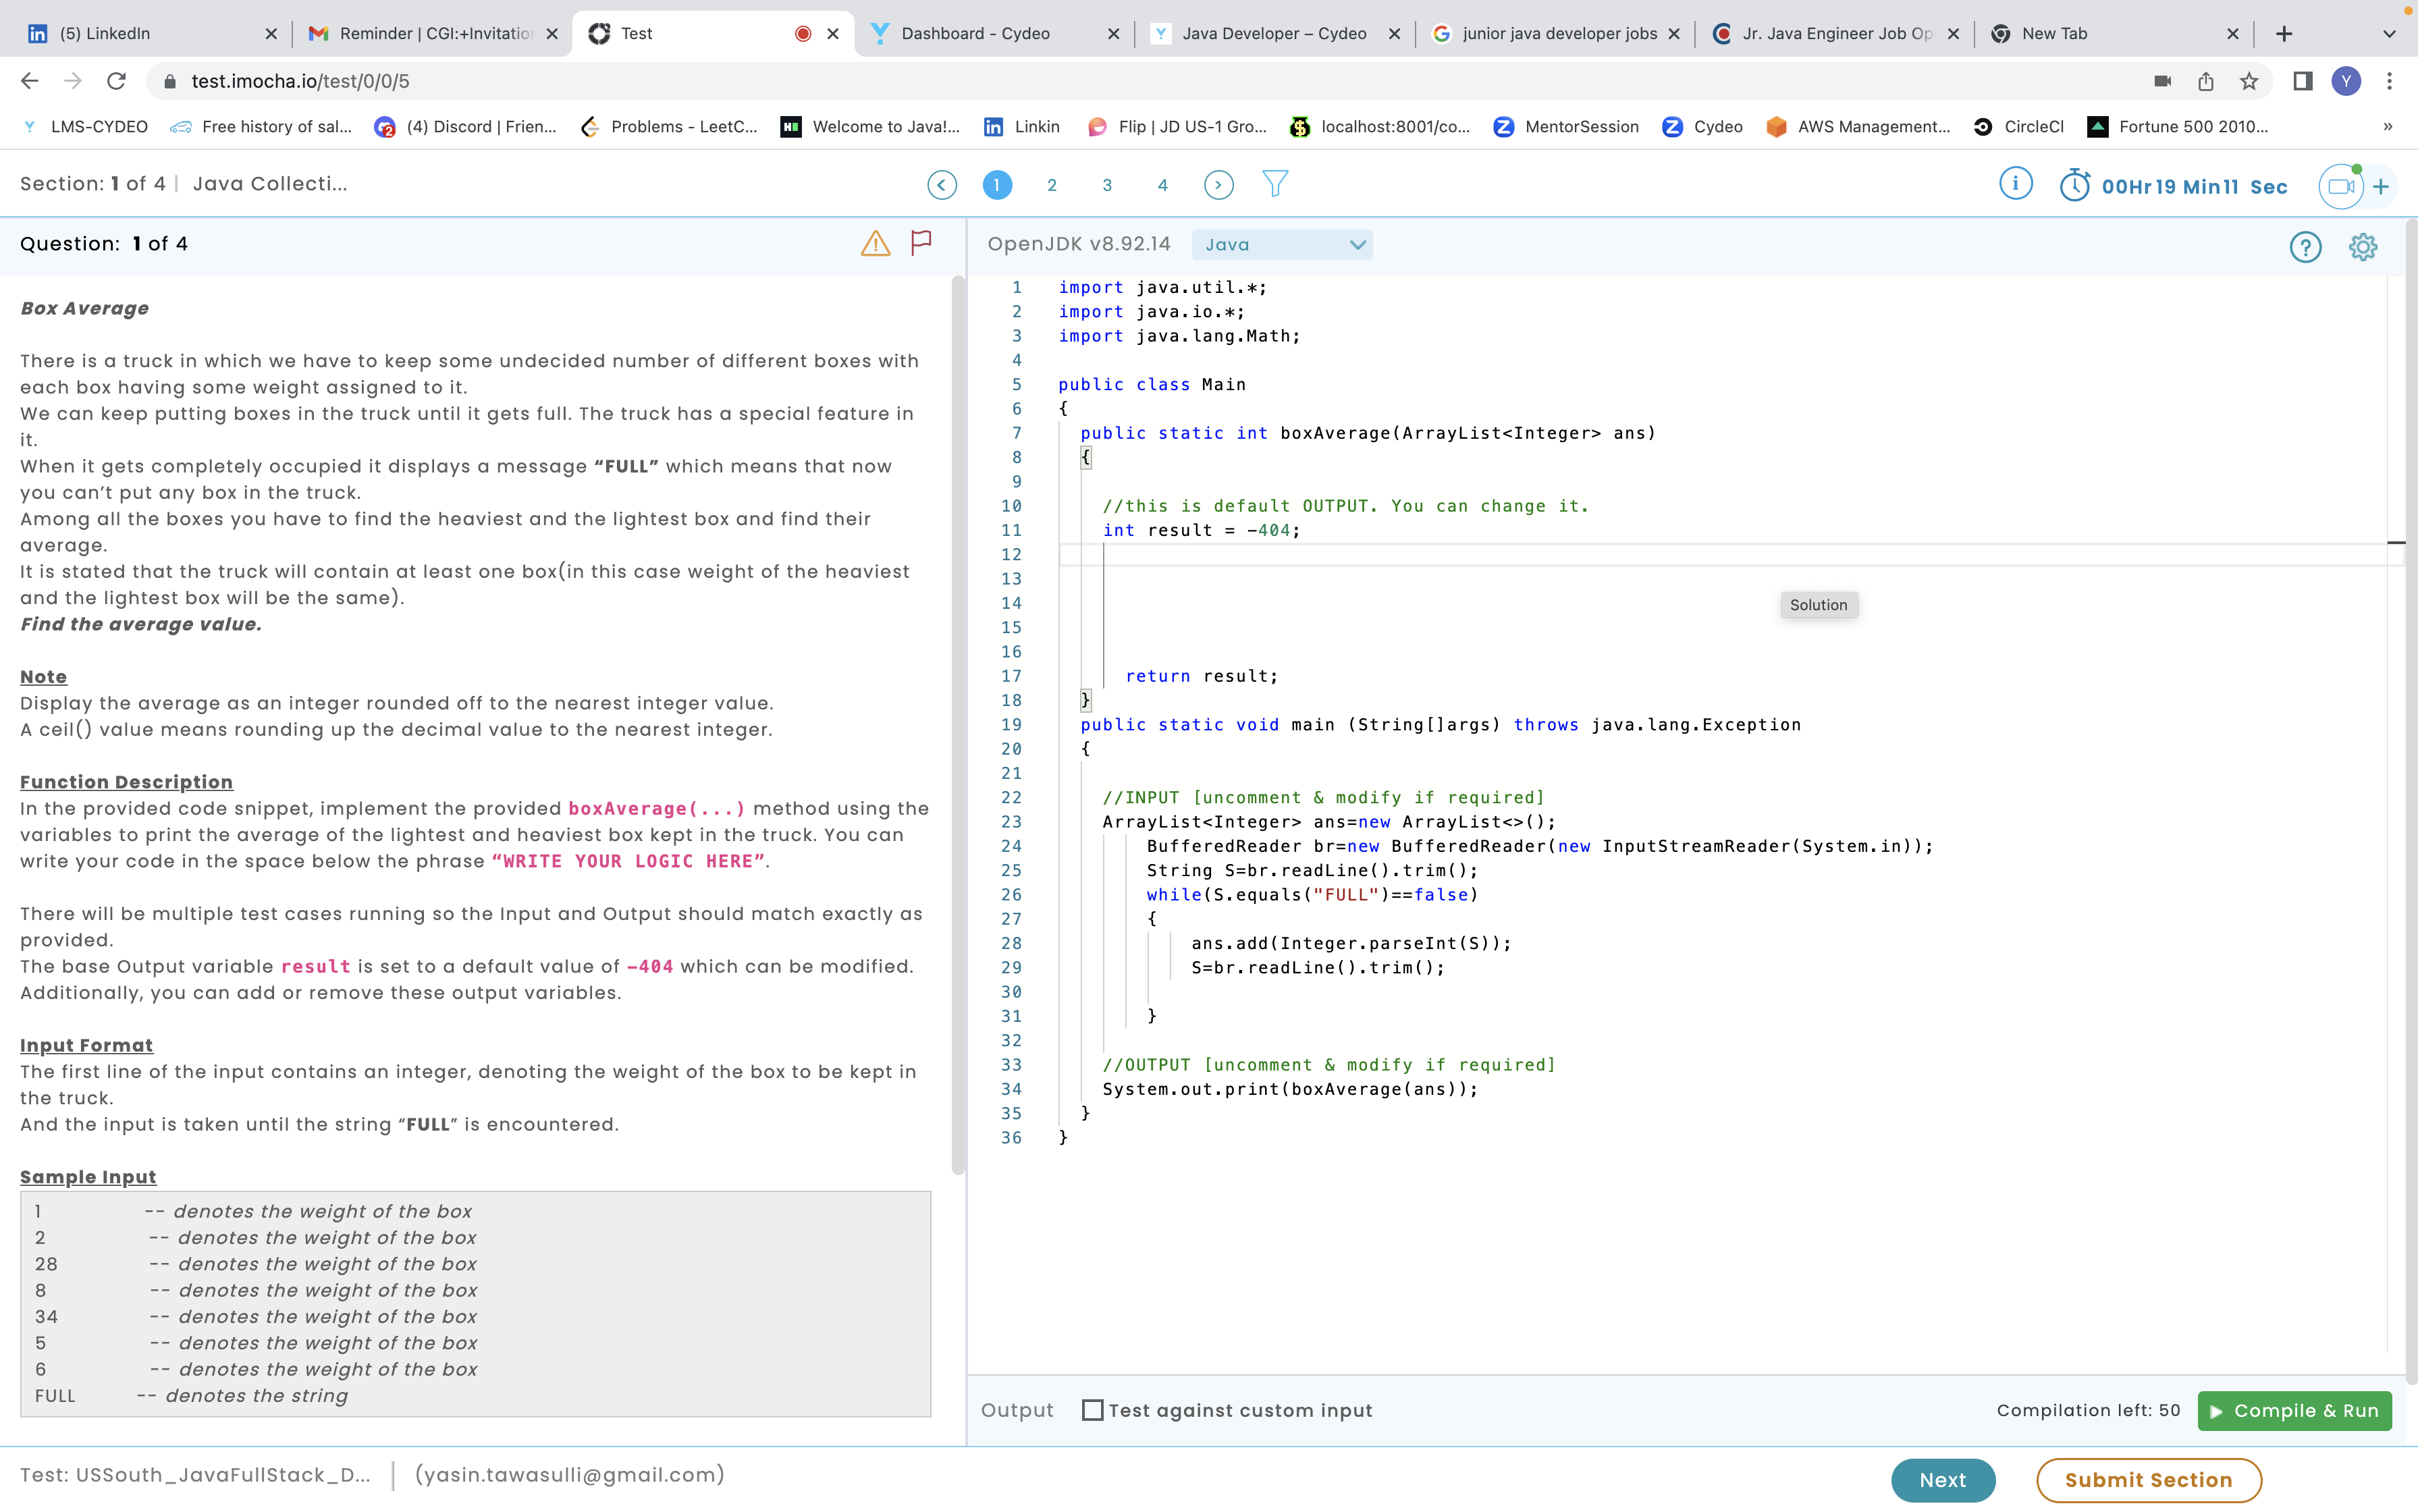 (5) LinkedIn
Reminder | CGI:+Invitatio
Test
Dashboard - Cydeo
Java Developer – Cydeo
junior java developer jobs
Jr. Java Engineer Job Op
New Tab
test.imocha.io/test/0/0/5
Y
LMS-CYDEO
Free history of sal...
(4) Discord | Frien...
Problems - LeetC...
Welcome to Java!...
Linkin
Flip | JD US-1 Gro...
localhost:8001/co...
MentorSession
Cydeo
AWS Management...
CircleCI
Fortune 500 2010...
»
Section: 1 of 4 | Java Collecti...
1 2 3 4
00Hr 19 Min 11 Sec
Question: 1 of 4
Box Average
There is a truck in which we have to keep some undecided number of different boxes with
each box having some weight assigned to it.
We can keep putting boxes in the truck until it gets full. The truck has a special feature in
it.
When it gets completely occupied it displays a message “FULL” which means that now
you can’t put any box in the truck.
Among all the boxes you have to find the heaviest and the lightest box and find their
average.
It is stated that the truck will contain at least one box(in this case weight of the heaviest
and the lightest box will be the same).
Find the average value.
Note
Display the average as an integer rounded off to the nearest integer value.
A ceil() value means rounding up the decimal value to the nearest integer.
Function Description
In the provided code snippet, implement the provided boxAverage(...) method using the
variables to print the average of the lightest and heaviest box kept in the truck. You can
write your code in the space below the phrase “WRITE YOUR LOGIC HERE”.
There will be multiple test cases running so the Input and Output should match exactly as
provided.
The base Output variable result is set to a default value of -404 which can be modified.
Additionally, you can add or remove these output variables.
Input Format
The first line of the input contains an integer, denoting the weight of the box to be kept in
the truck.
And the input is taken until the string “FULL” is encountered.
Sample Input
1 -- denotes the weight of the box
2 -- denotes the weight of the box
28 -- denotes the weight of the box
8 -- denotes the weight of the box
34 -- denotes the weight of the box
5 -- denotes the weight of the box
6 -- denotes the weight of the box
FULL -- denotes the string
OpenJDK v8.92.14 Java
1 import java.util.*;
2 import java.io.*;
3 import java.lang.Math;
4
5 public class Main
6 {
7 public static int boxAverage(ArrayList<Integer> ans)
8 {
9
10 //this is default OUTPUT. You can change it.
11 int result = -404;
12
13
14
Solution
15
16
17 return result;
18 }
19 public static void main (String[]args) throws java.lang.Exception
20 {
21
22 //INPUT [uncomment & modify if required]
23 ArrayList<Integer> ans=new ArrayList<>();
24 BufferedReader br=new BufferedReader(new InputStreamReader(System.in));
25 String S=br.readLine().trim();
26 while(S.equals("FULL")==false)
27 {
28 ans.add(Integer.parseInt(S));
29 S=br.readLine().trim();
30
31 }
32
33 //OUTPUT [uncomment & modify if required]
34 System.out.print(boxAverage(ans));
35 }
36 }
Output Test against custom input
Compilation left: 50 Compile & Run
Test: USSouth_JavaFullStack_D... | (yasin.tawasulli@gmail.com)
Next Submit Section